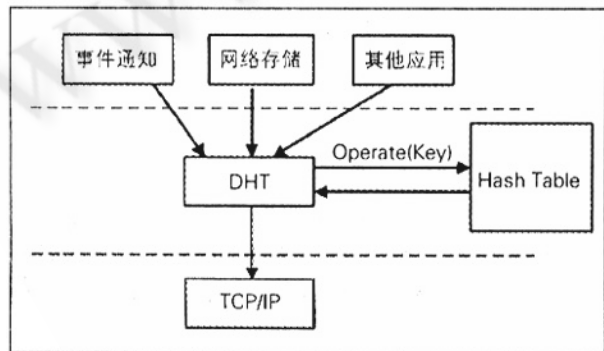 事件通知
网络存储
其他应用
Operate(Key)
DHT
Hash Table
TCP/IP